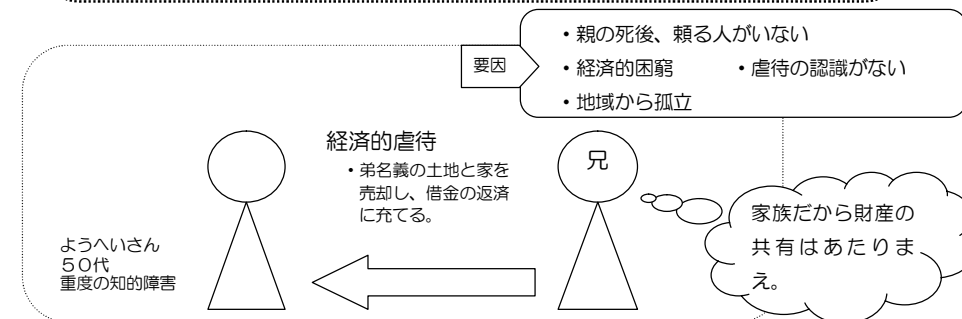 要因
・親の死後、頼る人がいない
・経済的困窮　　・虐待の認識がない
・地域から孤立
経済的虐待
・弟名義の土地と家を
売却し、借金の返済
に充てる。
兄
家族だから財産の
共有はあたりま
え。
ようへいさん
５０代
重度の知的障害